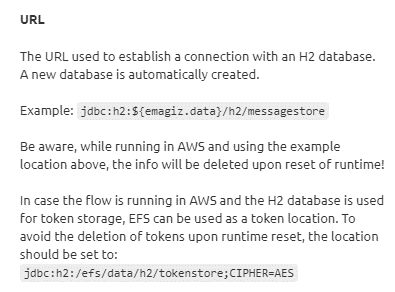 URL
The URL used to establish a connection with an H2 database.
A new database is automatically created.
Example: jdbc:h2:${emagiz.data}/h2/messagestore
Be aware, while running in AWS and using the example
location above, the info will be deleted upon reset of runtime!
In case the flow is running in AWS and the H2 database is used
for token storage, EFS can be used as a token location. To
avoid the deletion of tokens upon runtime reset, the location
should be set to:
jdbc:h2:/efs/data/h2/tokenstore;CIPHER=AES